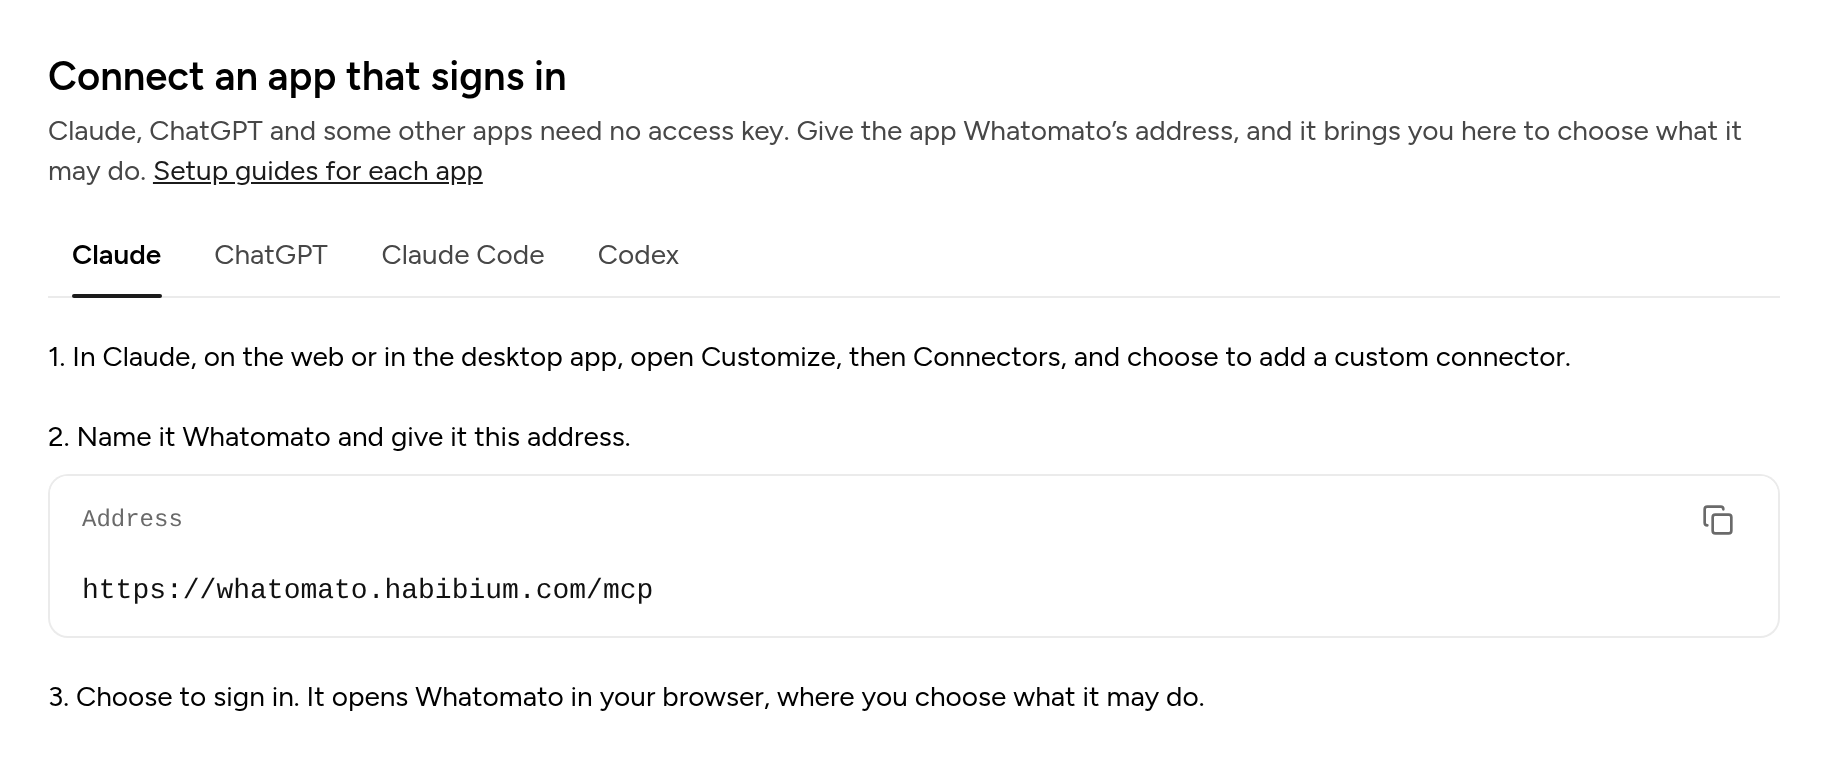 Connect an app that signs in
Claude, ChatGPT and some other apps need no access key. Give the app Whatomato’s address, and it brings you here to choose what it
may do. Setup guides for each app
Claude ChatGPT Claude Code Codex
1. In Claude, on the web or in the desktop app, open Customize, then Connectors, and choose to add a custom connector.
2. Name it Whatomato and give it this address.
Address
https://whatomato.habibium.com/mcp
3. Choose to sign in. It opens Whatomato in your browser, where you choose what it may do.